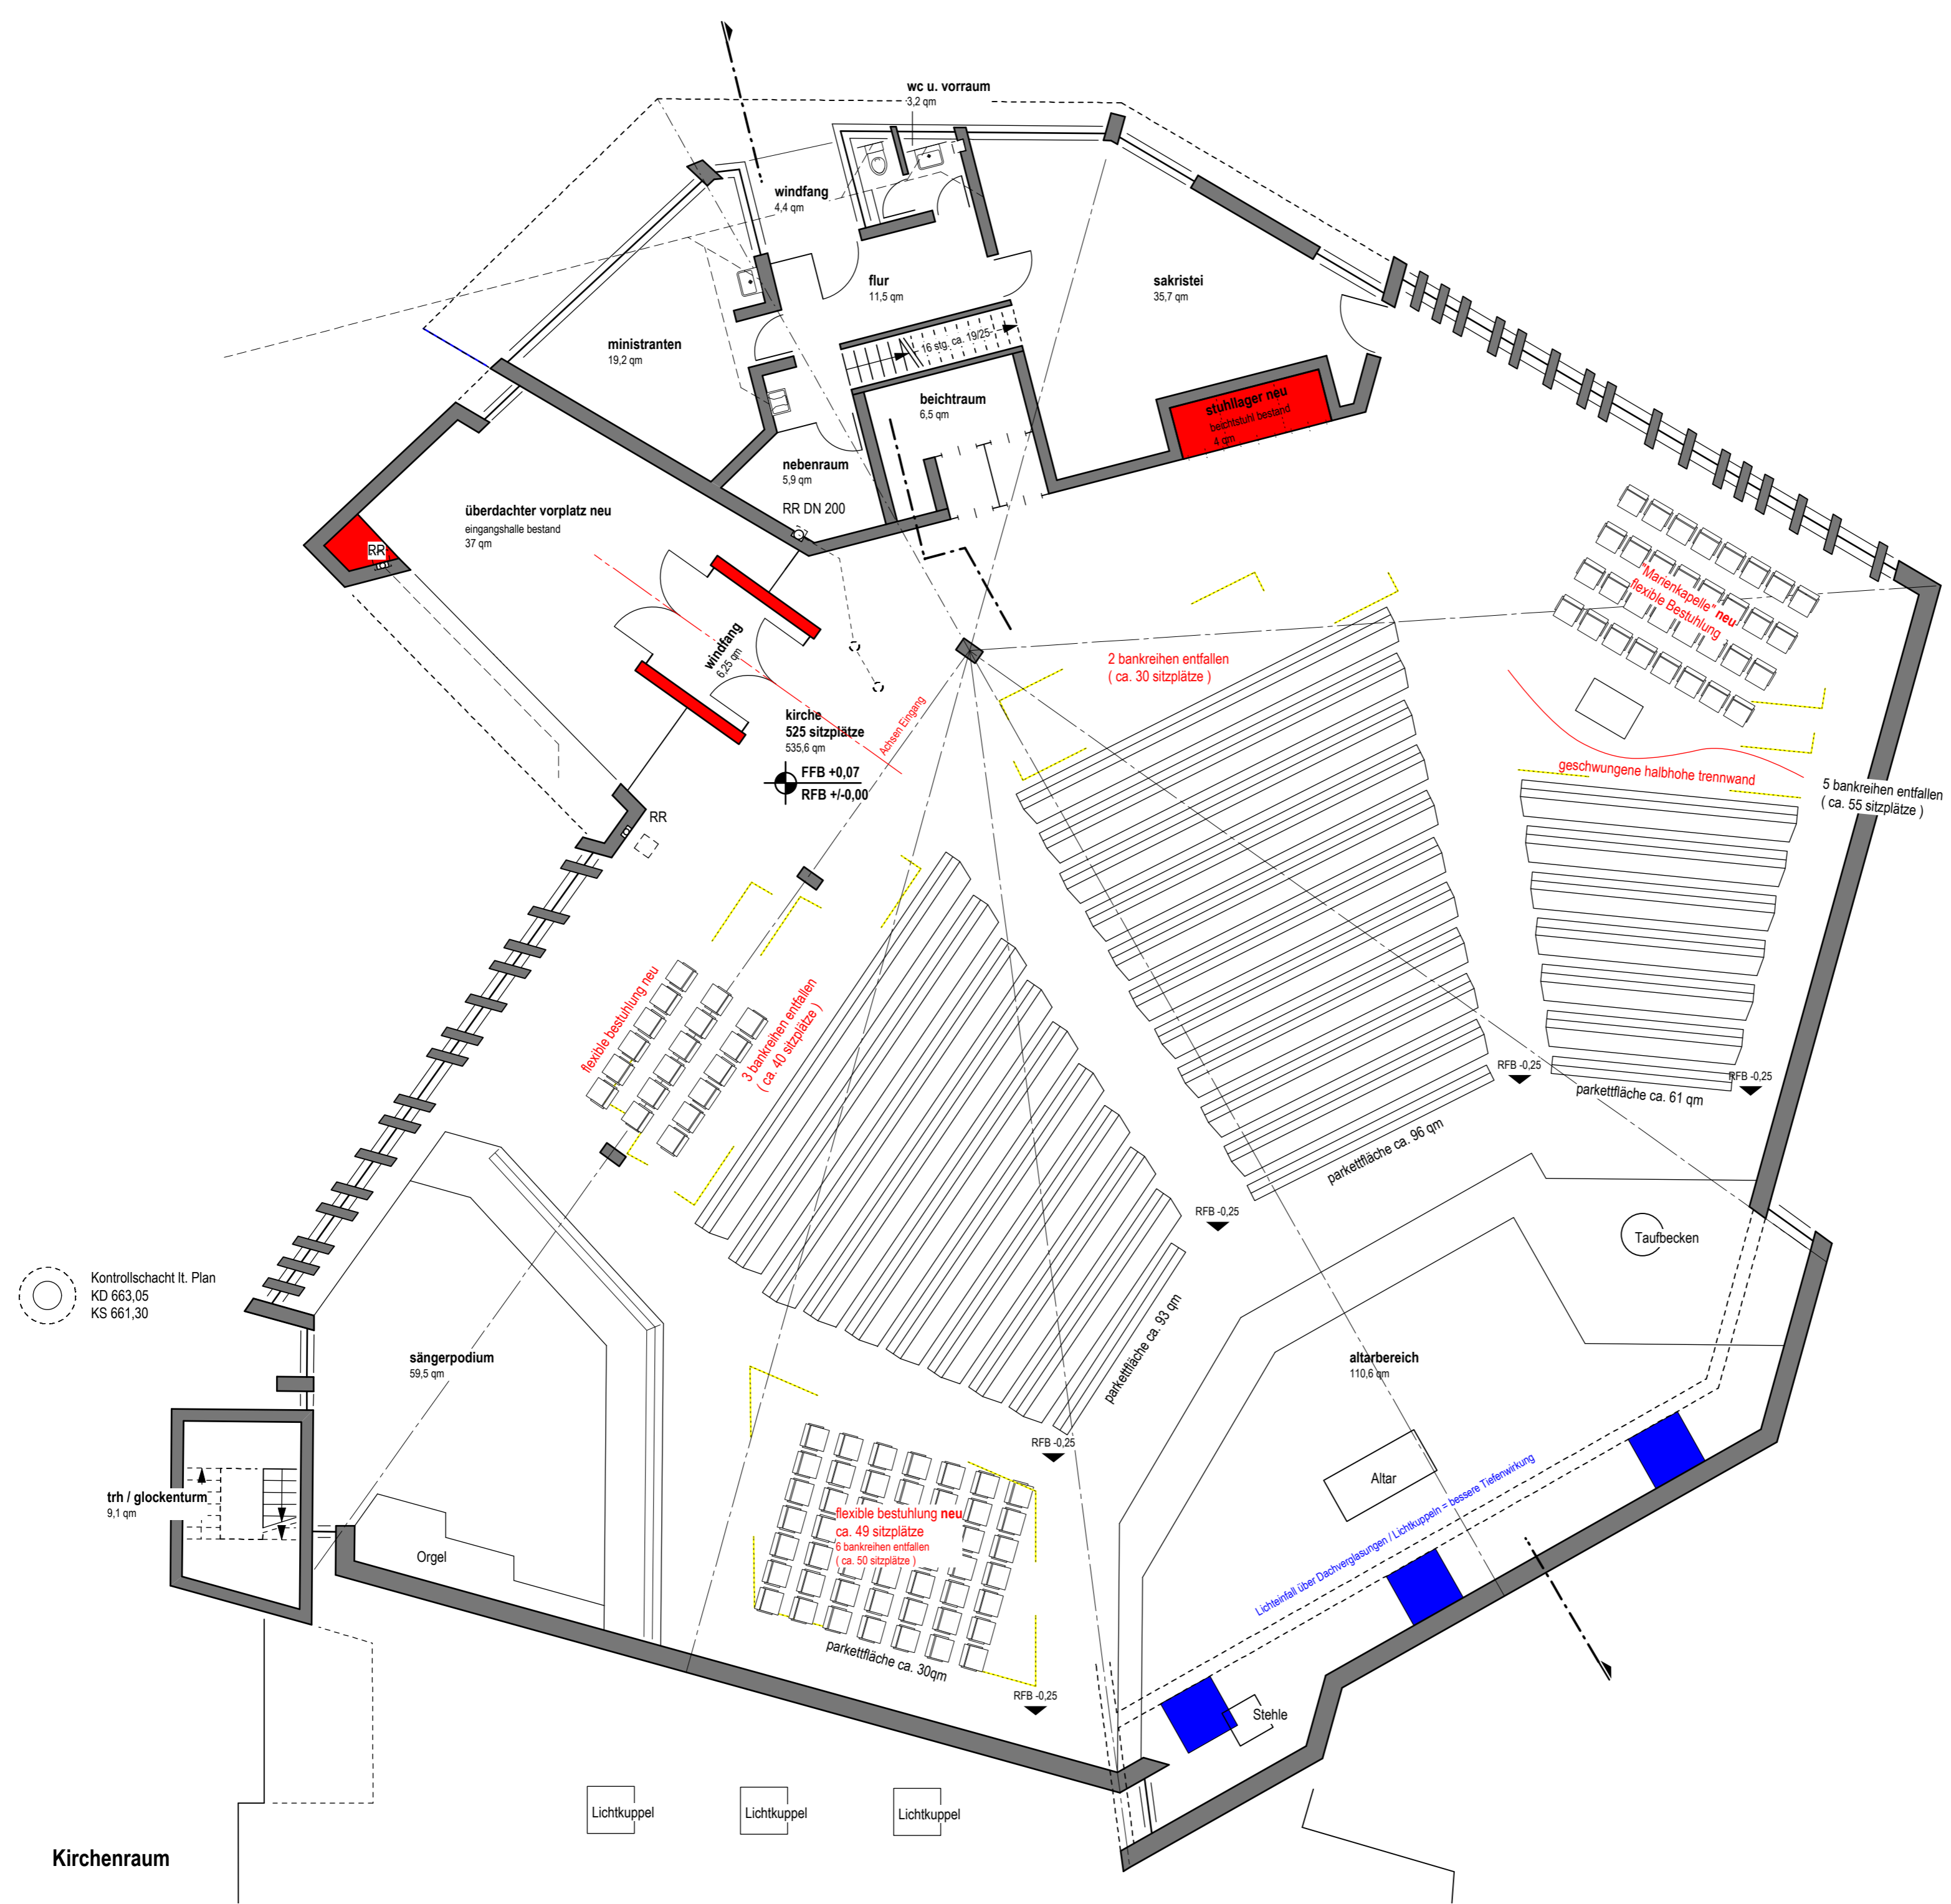 wc u. vorraum
3,2 qm
windfang
4,4 qm
flur
11,5 qm
sakristei
35,7 qm
ministranten
19,2 qm
16 stg. ca. 19/25
beichtraum
6,5 qm
stuhllager neu
beichtstuhl bestand
4 qm
nebenraum
5,9 qm
RR DN 200
überdachter vorplatz neu
eingangshalle bestand
37 qm
RR
windfang
6,25 qm
"Marienkapelle" neu
flexible Bestuhlung
2 bankreihen entfallen
( ca. 30 sitzplätze )
kirche
525 sitzplätze
535,6 qm
Achsen Eingang
FFB +0,07
RFB +/-0,00
geschwungene halbhohe trennwand
5 bankreihen entfallen
( ca. 55 sitzplätze )
RR
flexible bestuhlung neu
3 bankreihen entfallen
( ca. 40 sitzplätze )
RFB -0,25
RFB -0,25
parkettfläche ca. 61 qm
parkettfläche ca. 96 qm
RFB -0,25
Taufbecken
Kontrollschacht lt. Plan
KD 663,05
KS 661,30
sängerpodium
59,5 qm
parkettfläche ca. 93 qm
altarbereich
110,6 qm
RFB -0,25
Altar
trh / glockenturm
9,1 qm
Orgel
flexible bestuhlung neu
ca. 49 sitzplätze
6 bankreihen entfallen
( ca. 50 sitzplätze )
Lichteinfall über Dachverglasungen / Lichtkuppeln = bessere Tiefenwirkung
parkettfläche ca. 30qm
RFB -0,25
Stehle
Lichtkuppel
Lichtkuppel
Lichtkuppel
Kirchenraum